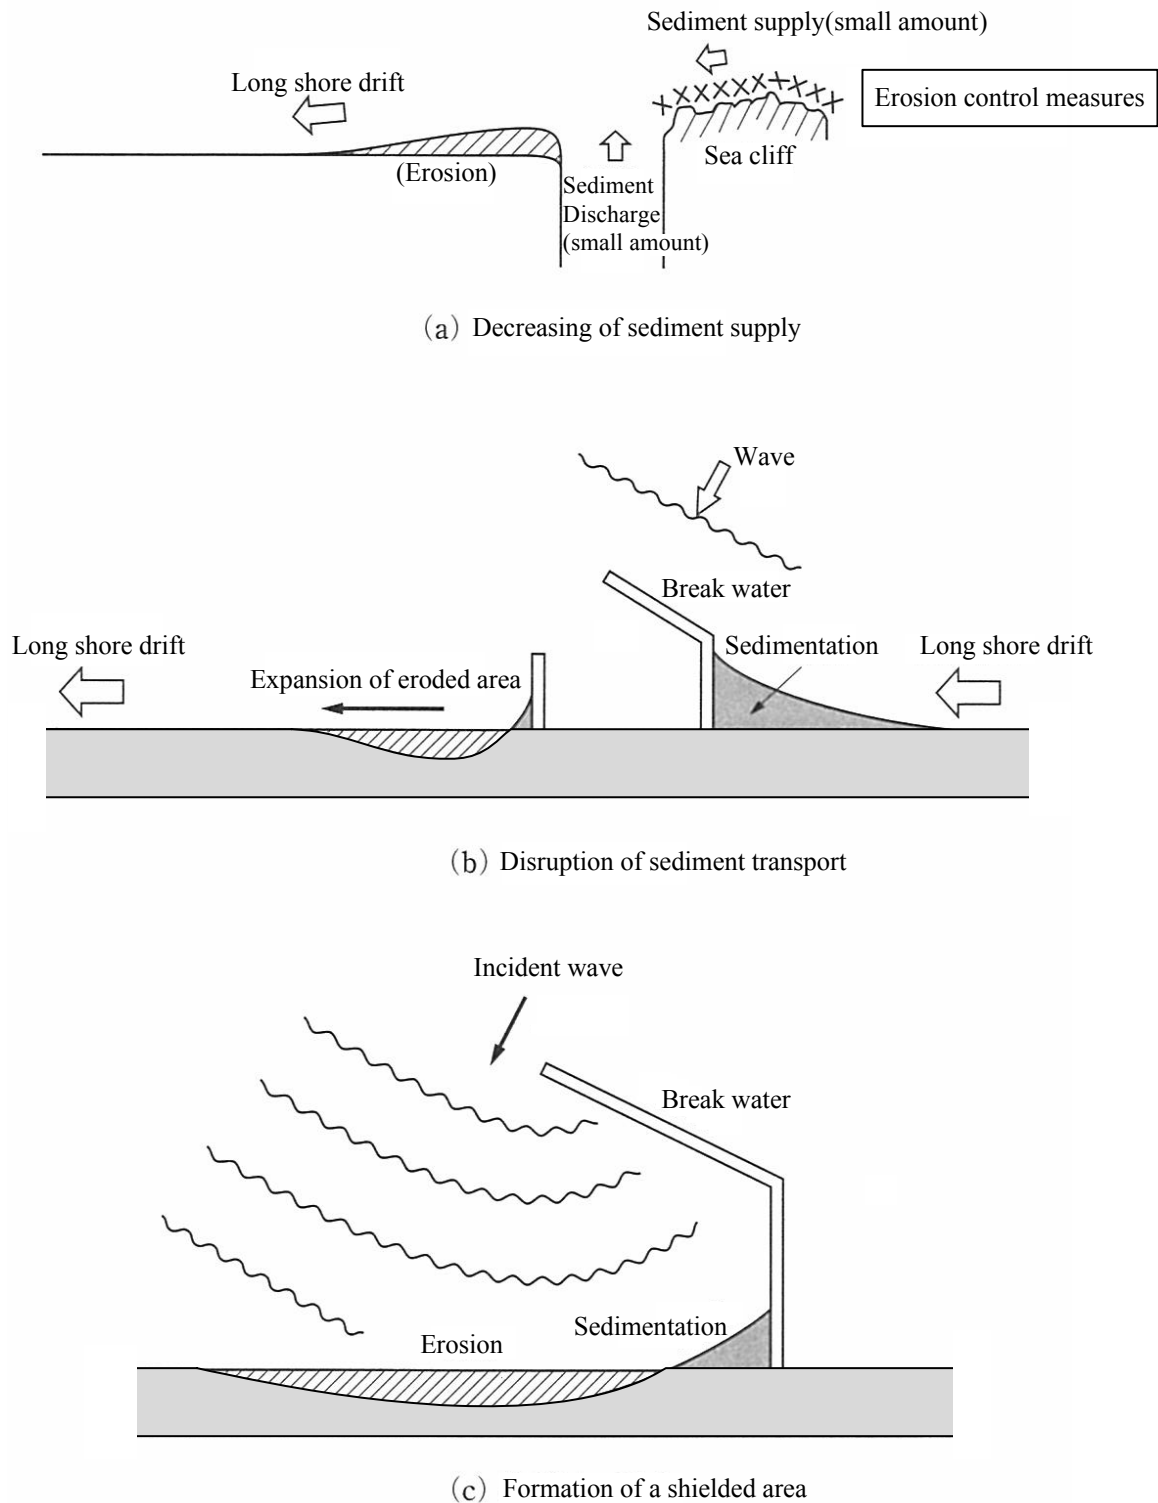 Sediment supply(small amount)
Long shore drift
Erosion control measures
Sea cliff
(Erosion)
Sediment
Discharge
(small amount)
(a) Decreasing of sediment supply
Wave
Break water
Long shore drift
Sedimentation
Long shore drift
Expansion of eroded area
(b) Disruption of sediment transport
Incident wave
Break water
Sedimentation
Erosion
(c) Formation of a shielded area